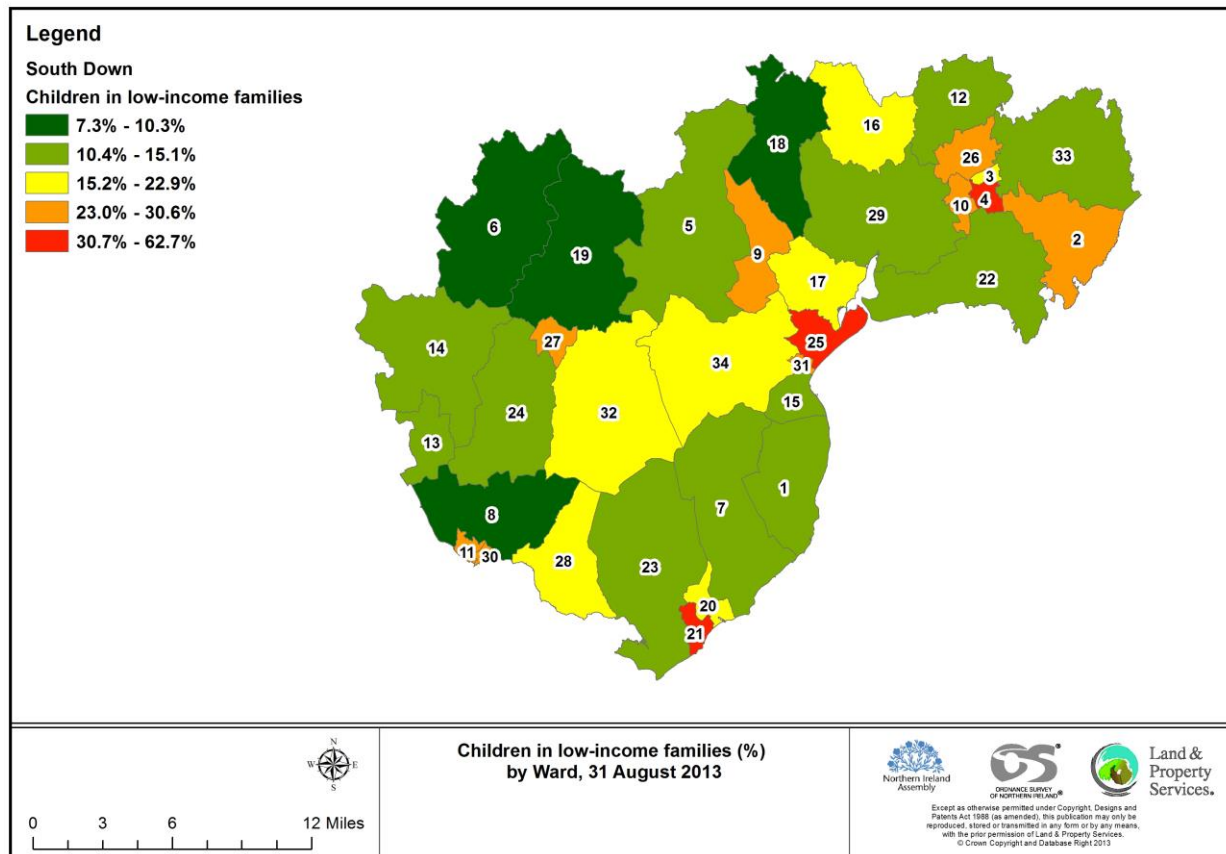 Legend
South Down
Children in low-income families
7.3% - 10.3%
10.4% - 15.1%
15.2% - 22.9%
23.0% - 30.6%
30.7% - 62.7%
12
16
18
26
33
3
6
5
10
4
29
9
2
19
17
22
25
27
14
34
31
32
15
24
13
1
8
7
11
30
28
23
20
21
N
W
E
S
0
3
6
12 Miles
Children in low-income families (%)
by Ward, 31 August 2013
Northern Ireland
Assembly
OS®
ORDNANCE SURVEY
OF NORTHERN IRELAND®
Land &
Property
Services.
Except as otherwise permitted under Copyright, Designs and
Patents Act 1988 (as amended), this publication may only be
reproduced, stored or transmitted in any form or by any means,
with the prior permission of Land & Property Services.
© Crown Copyright and Database Right 2013